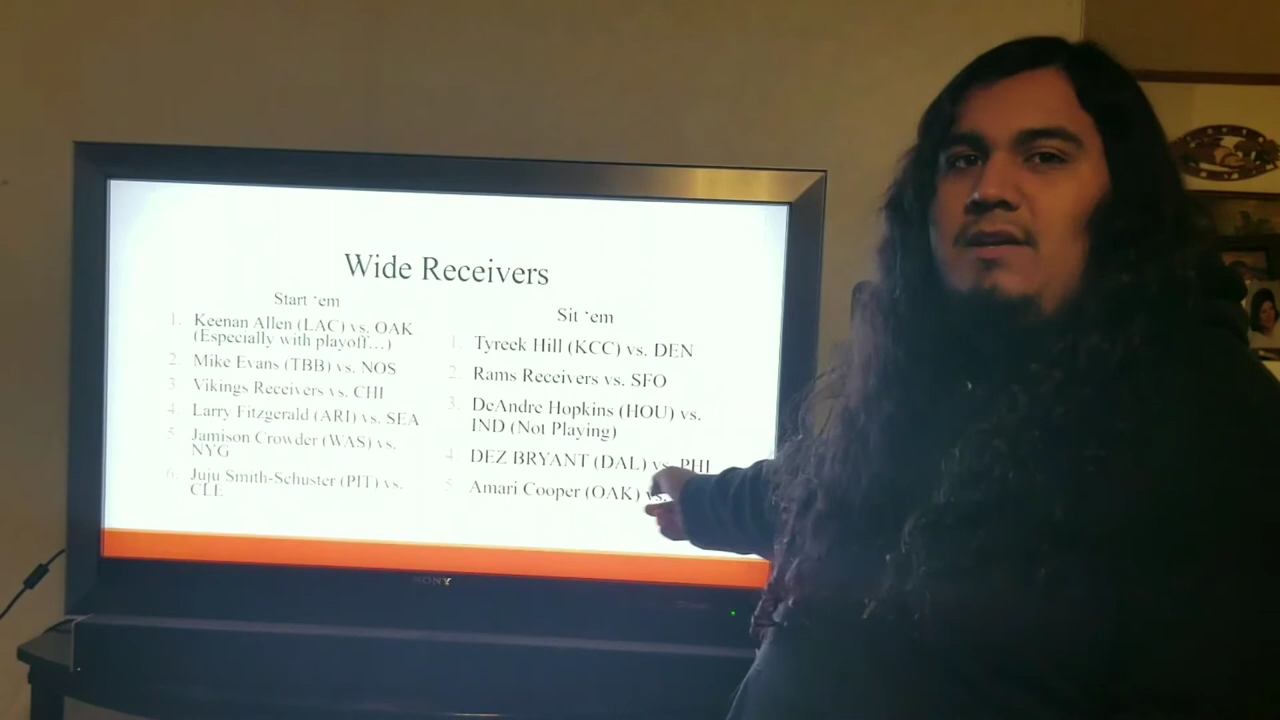 Wide Receivers
Start ‘em
1. Keenan Allen (LAC) vs. OAK
(Especially with playoff…)
2. Mike Evans (TBB) vs. NOS
3. Vikings Receivers vs. CHI
4. Larry Fitzgerald (ARI) vs. SEA
5. Jamison Crowder (WAS) vs.
NYG
6. Juju Smith-Schuster (PIT) vs.
CLE
Sit ‘em
1. Tyreek Hill (KCC) vs. DEN
2. Rams Receivers vs. SFO
3. DeAndre Hopkins (HOU) vs.
IND (Not Playing)
4. DEZ BRYANT (DAL) vs. PHI
5. Amari Cooper (OAK) vs.
SONY